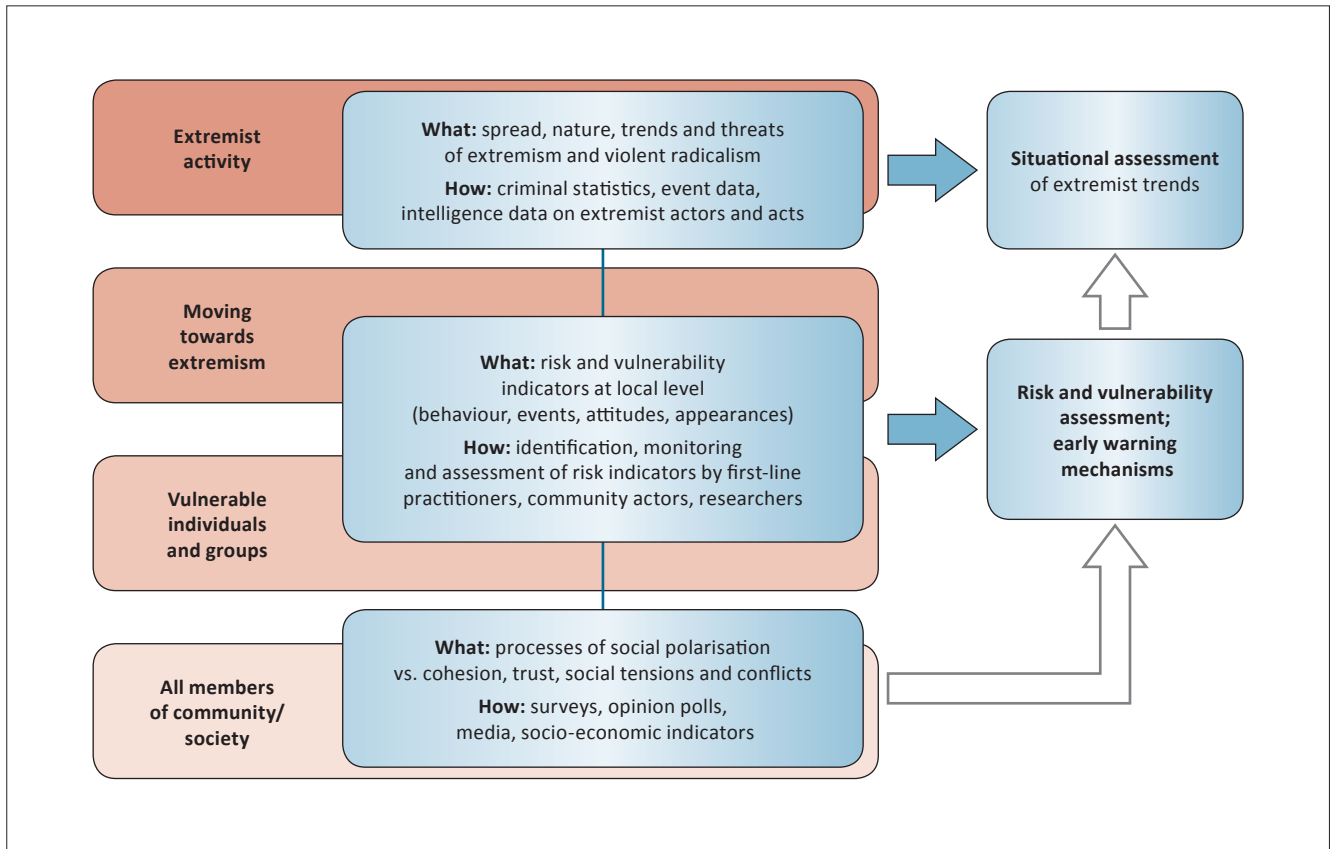 Extremist
activity
What: spread, nature, trends and threats
of extremism and violent radicalism
How: criminal statistics, event data,
intelligence data on extremist actors and acts
Situational assessment
of extremist trends
Moving
towards
extremism
What: risk and vulnerability
indicators at local level
(behaviour, events, attitudes, appearances)
How: identification, monitoring
and assessment of risk indicators by first-line
practitioners, community actors, researchers
Risk and vulnerability
assessment;
early warning
mechanisms
Vulnerable
individuals
and groups
All members
of community/
society
What: processes of social polarisation
vs. cohesion, trust, social tensions and conflicts
How: surveys, opinion polls,
media, socio-economic indicators